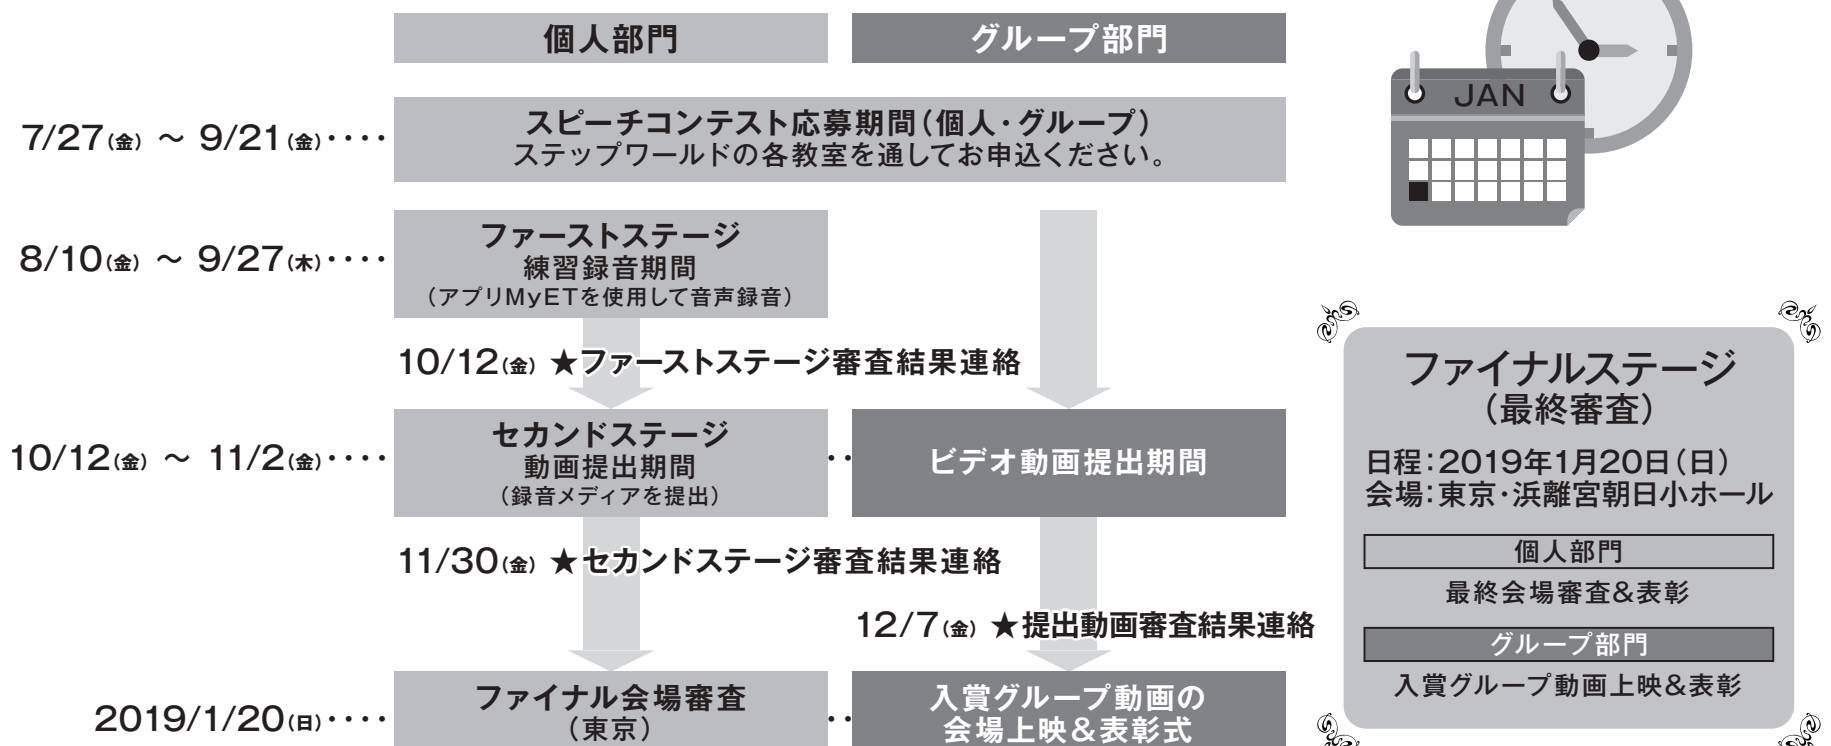 個人部門
グループ部門
7/27(金) ～ 9/21(金)‥‥
スピーチコンテスト応募期間(個人・グループ)
ステップワールドの各教室を通してお申込ください。
8/10(金) ～ 9/27(木)‥‥
ファーストステージ
練習録音期間
(アプリMyETを使用して音声録音)
10/12(金) ★ファーストステージ審査結果連絡
10/12(金) ～ 11/2(金)‥‥
セカンドステージ
動画提出期間
(録音メディアを提出)
‥
ビデオ動画提出期間
11/30(金) ★セカンドステージ審査結果連絡
12/7(金) ★提出動画審査結果連絡
2019/1/20(日)‥‥
ファイナル会場審査
(東京)
‥
入賞グループ動画の
会場上映&表彰式
JAN
ファイナルステージ
(最終審査)
日程:2019年1月20日(日)
会場:東京・浜離宮朝日小ホール
個人部門
最終会場審査&表彰
グループ部門
入賞グループ動画上映&表彰